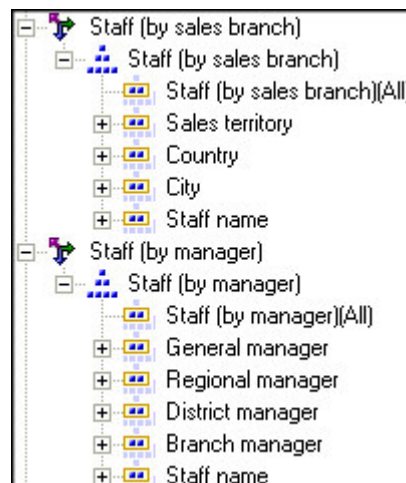 Staff (by sales branch)
Staff (by sales branch)
Staff (by sales branch)(All
Sales territory
Country
City
Staff name
Staff (by manager)
Staff (by manager)
Staff (by manager)(All)
General manager
Regional manager
District manager
Branch manager
Staff name